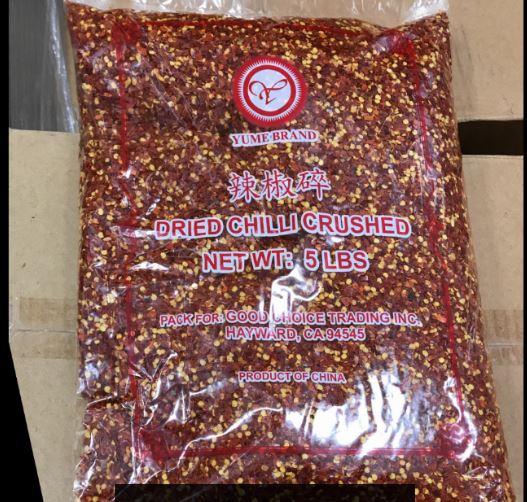 YUME BRAND
辣椒碎
DRIED CHILLI CRUSHED
NET WT: 5 LBS
PACK FOR: GOOD CHOICE TRADING INC.
HAYWARD, CA 94545
PRODUCT OF CHINA